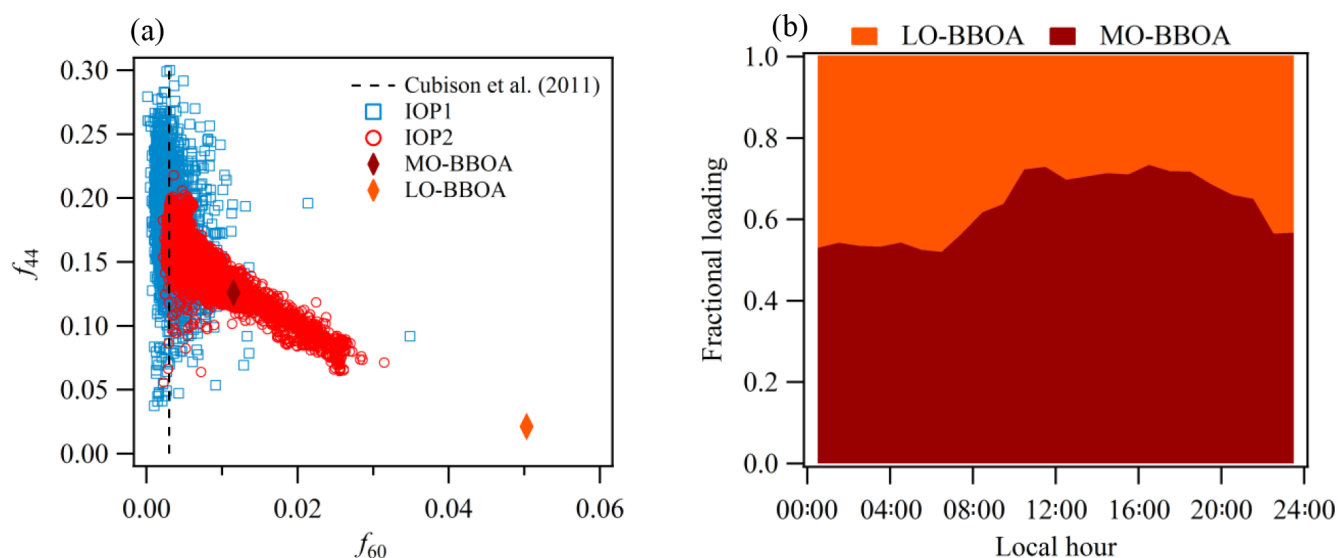 (a)
0.30
0.25
0.20
0.15
0.10
0.05
0.00
f44
0.00 0.02 0.04 0.06
f60
Cubison et al. (2011)
IOP1
IOP2
MO-BBOA
LO-BBOA
(b)
LO-BBOA MO-BBOA
1.0
0.8
0.6
0.4
0.2
0.0
Fractional loading
00:00 04:00 08:00 12:00 16:00 20:00 24:00
Local hour